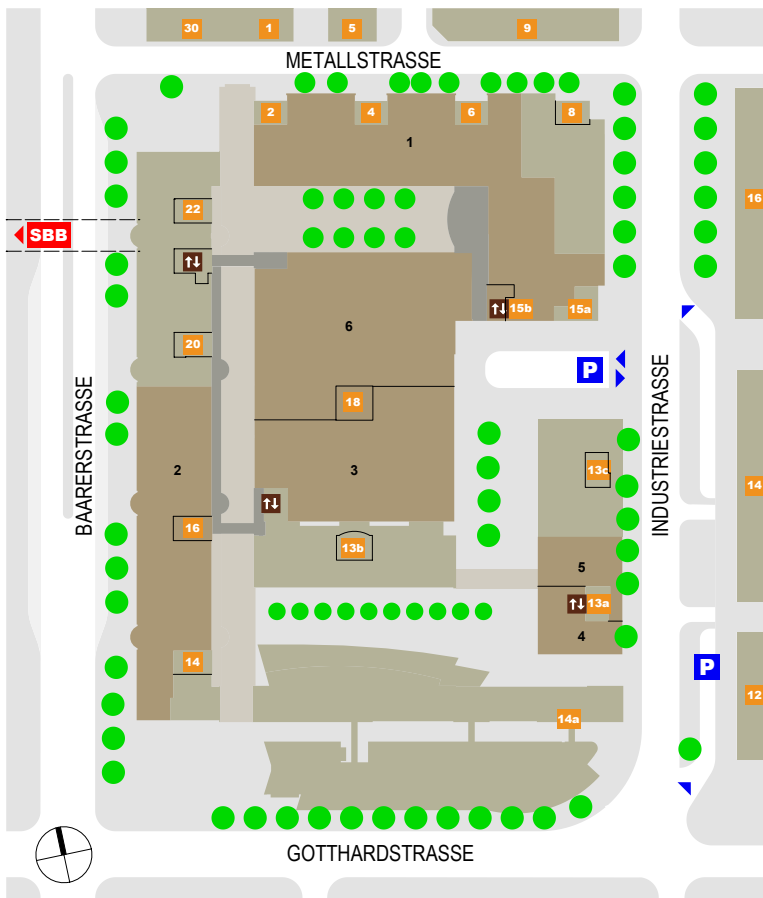 30 1 5 9
METALLSTRASSE
2 4 6 8
1
16
22
SBB
15b 15a
6
20
P
18
BAARERSTRASSE
INDUSTRIESTRASSE
2
3
13c
14
16
13b
5
13a
4
14
P
12
14a
GOTTHARDSTRASSE